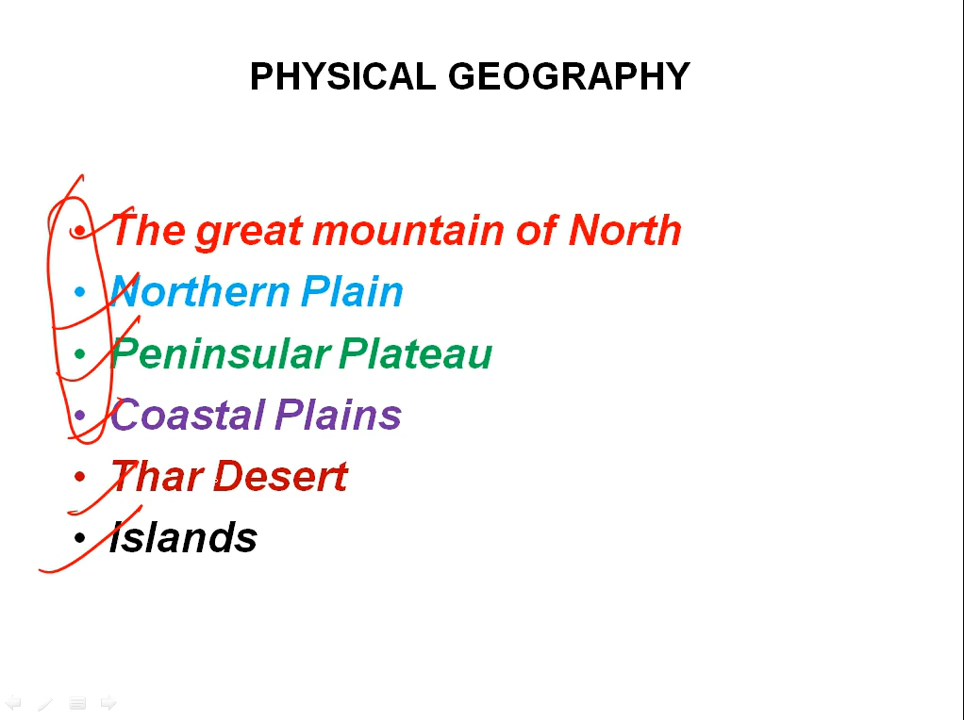 PHYSICAL GEOGRAPHY
• The great mountain of North
• Northern Plain
• Peninsular Plateau
• Coastal Plains
• Thar Desert
• Islands